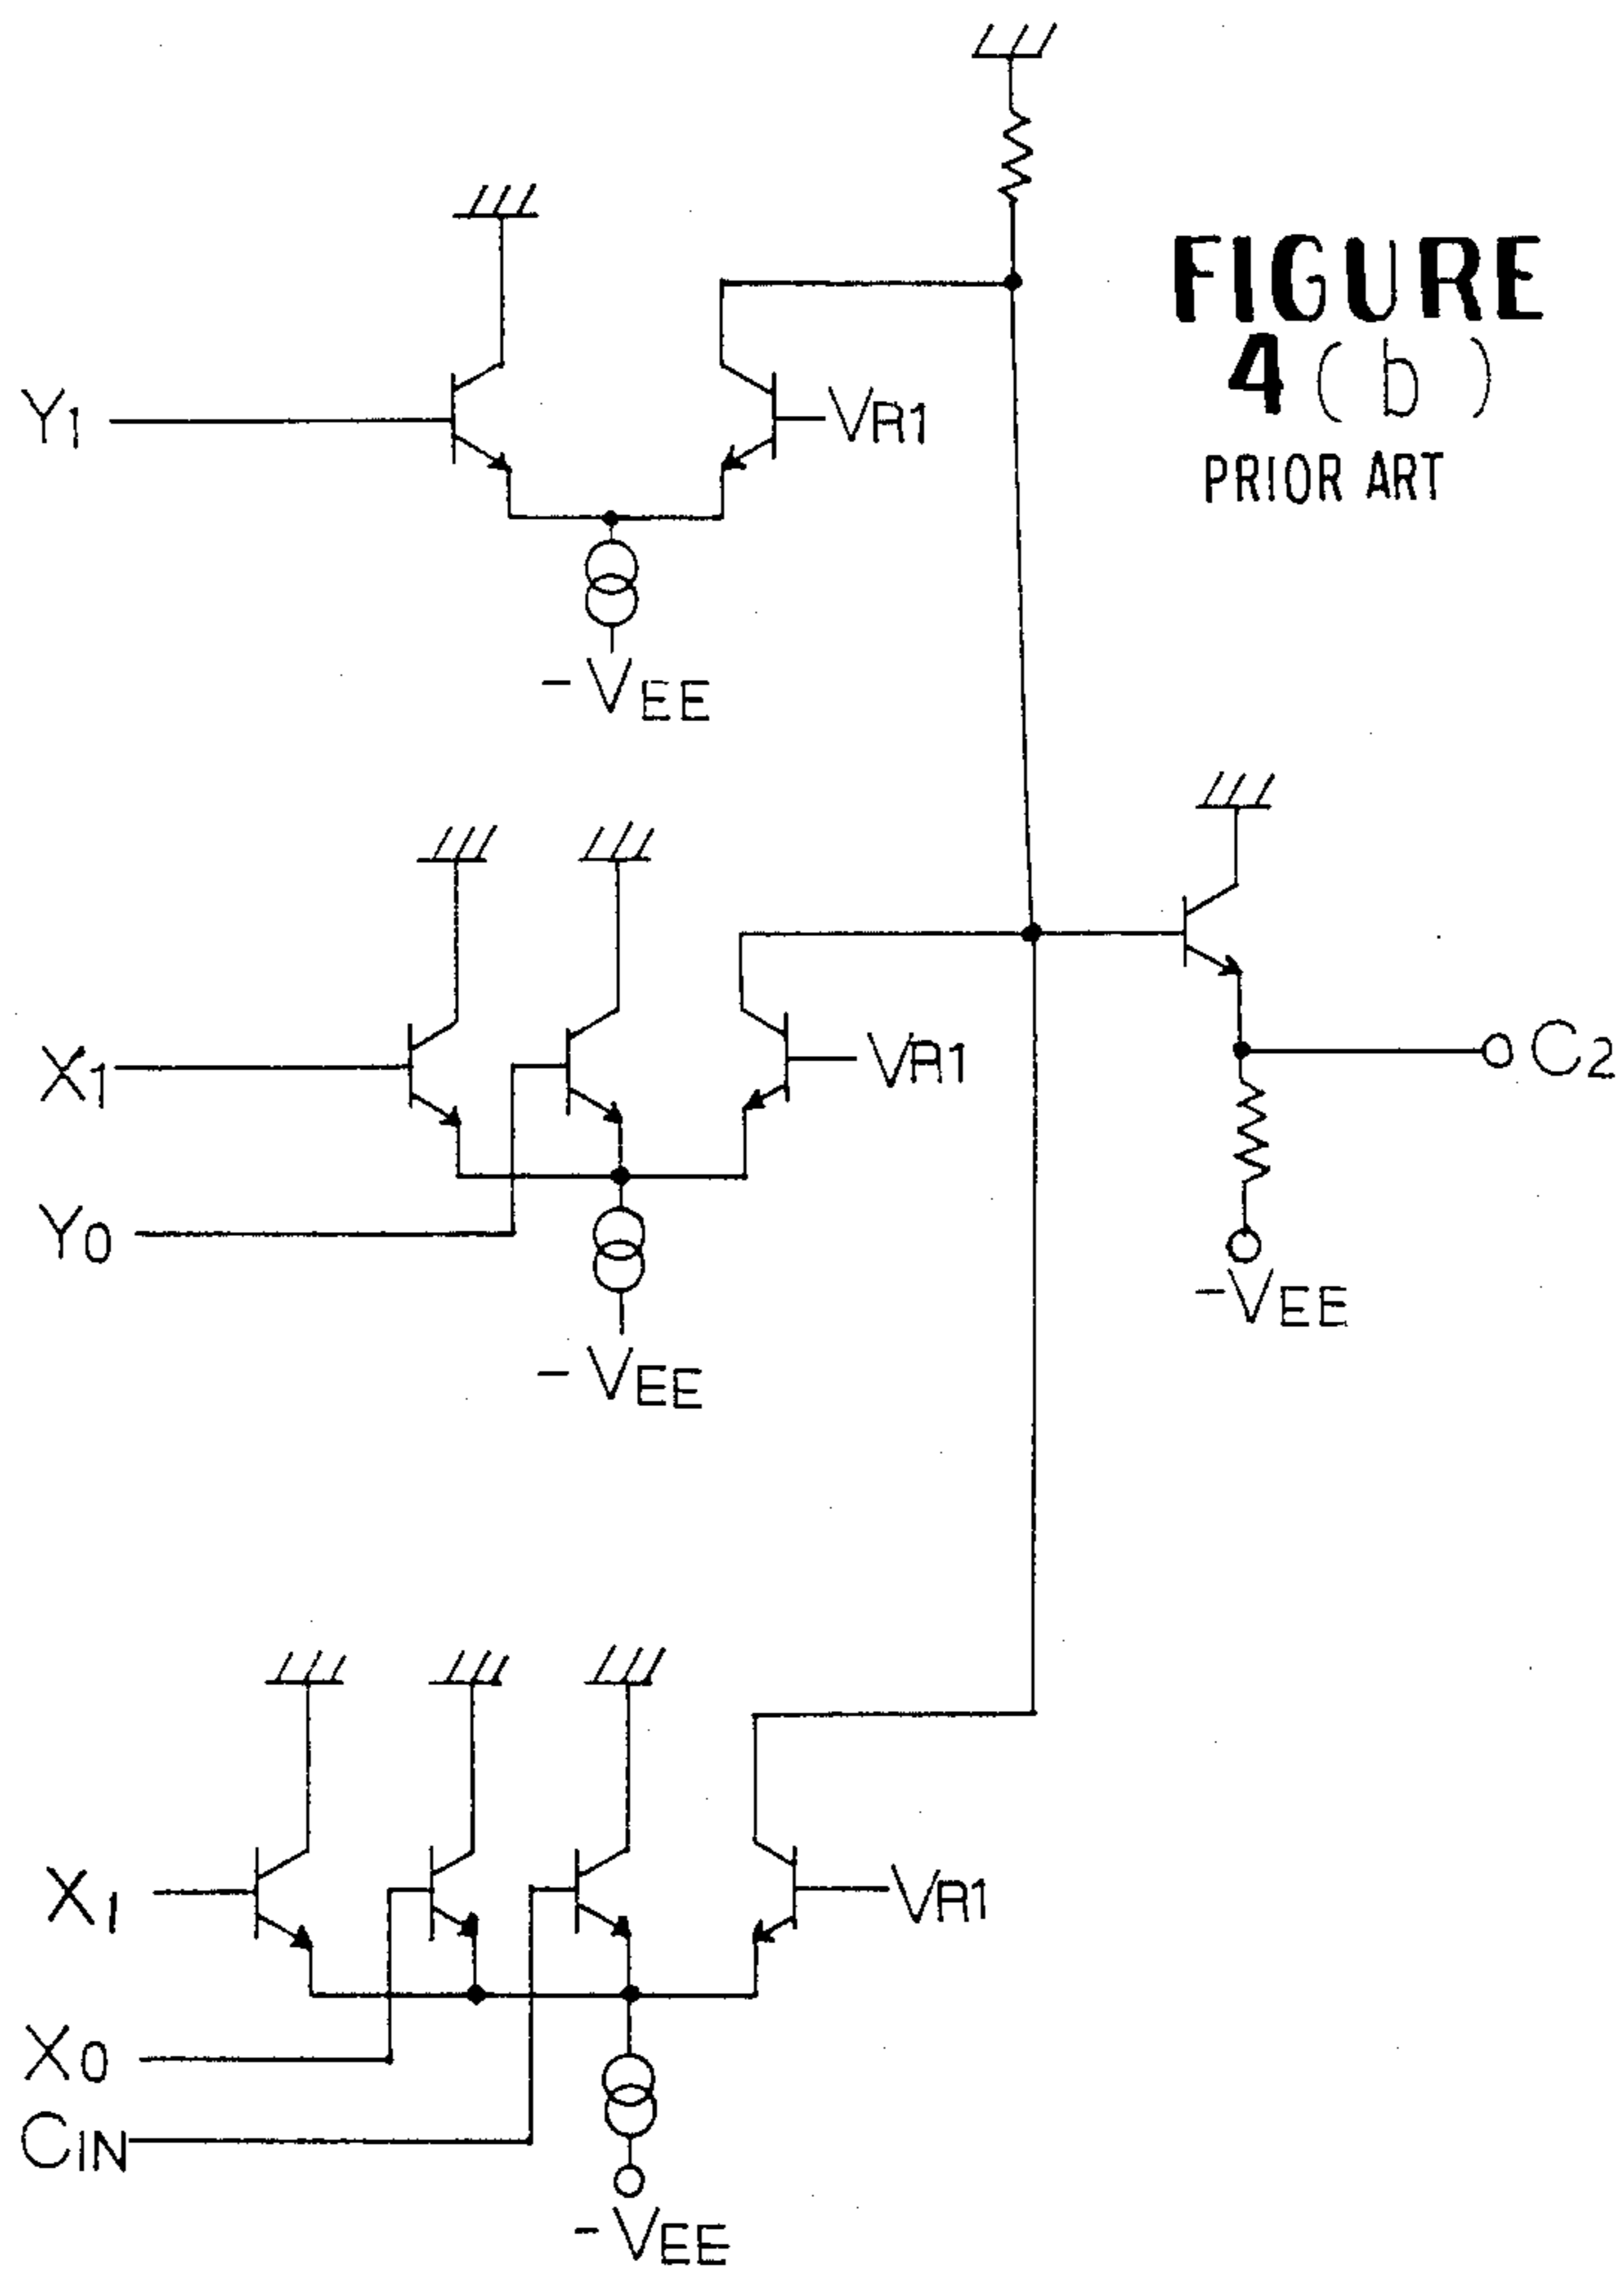 FIGURE
4 (b)
PRIOR ART
Y1
VR1
-VEE
X1
VR1
C2
Y0
-VEE
-VEE
X1
VR1
X0
CIN
-VEE